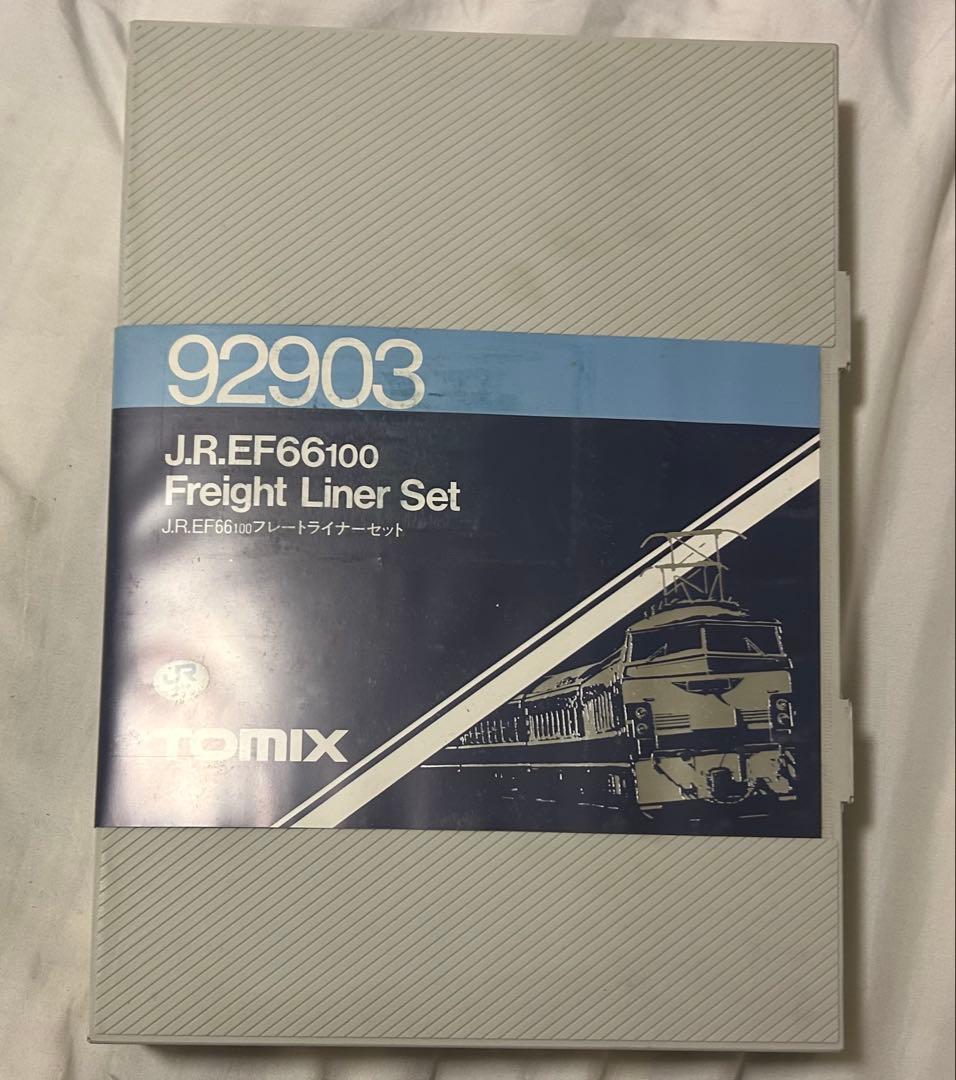 92903
J.R.EF66100
Freight Liner Set
J.R.EF66100フレートライナーセット
JR
TOMIX